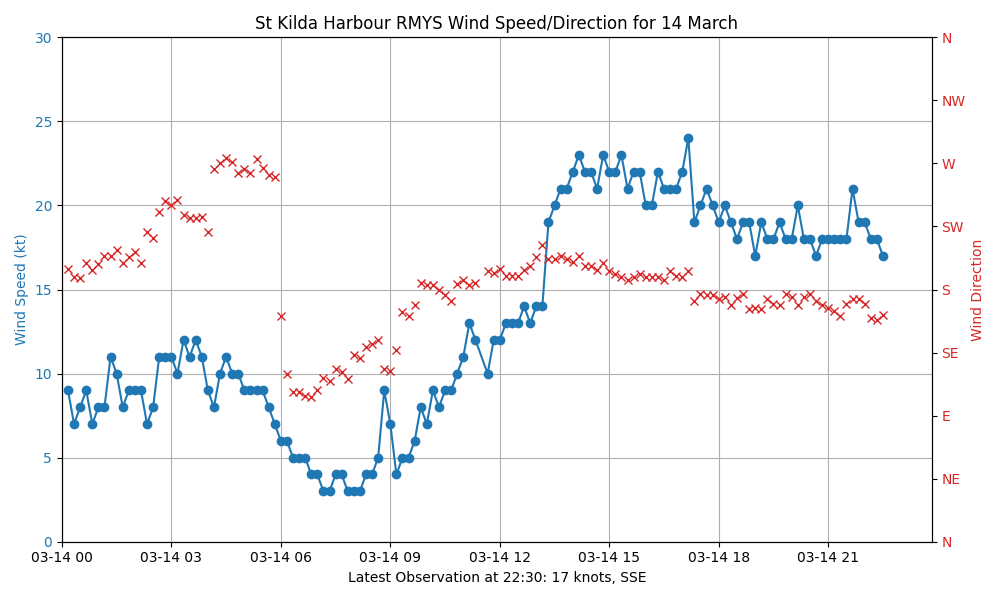 St Kilda Harbour RMYS Wind Speed/Direction for 14 March
30
25
20
15
10
5
0
Wind Speed (kt)
N
NW
W
SW
S
SE
E
NE
N
Wind Direction
03-14 00 03-14 03 03-14 06 03-14 09 03-14 12 03-14 15 03-14 18 03-14 21
Latest Observation at 22:30: 17 knots, SSE